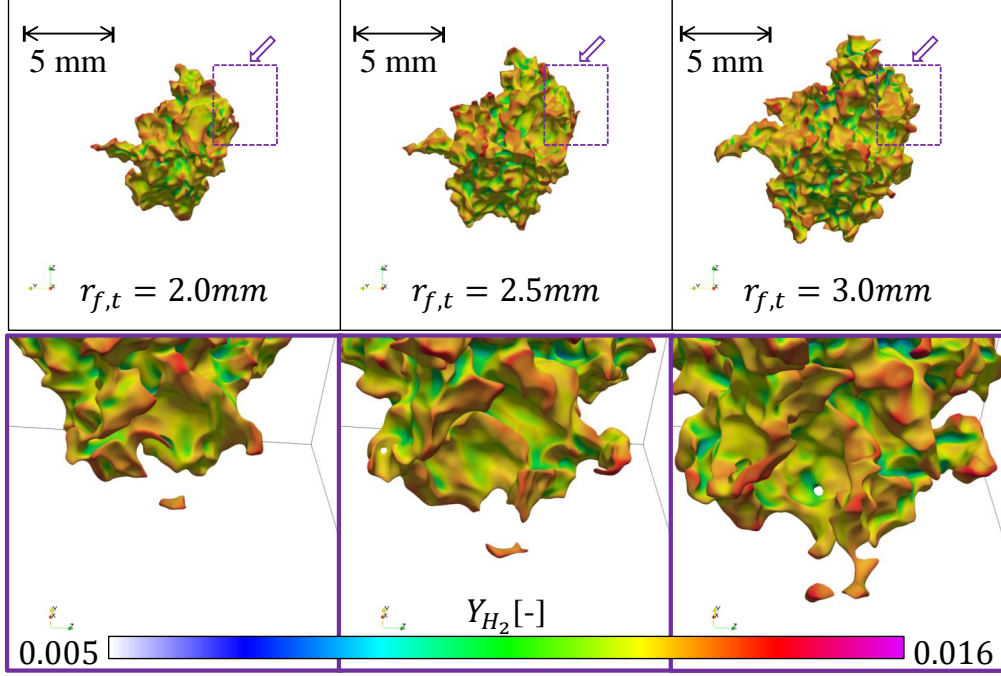 5 mm
5 mm
5 mm
r_{f,t} = 2.0mm
r_{f,t} = 2.5mm
r_{f,t} = 3.0mm
Y_{H_2}[-]
0.005
0.016